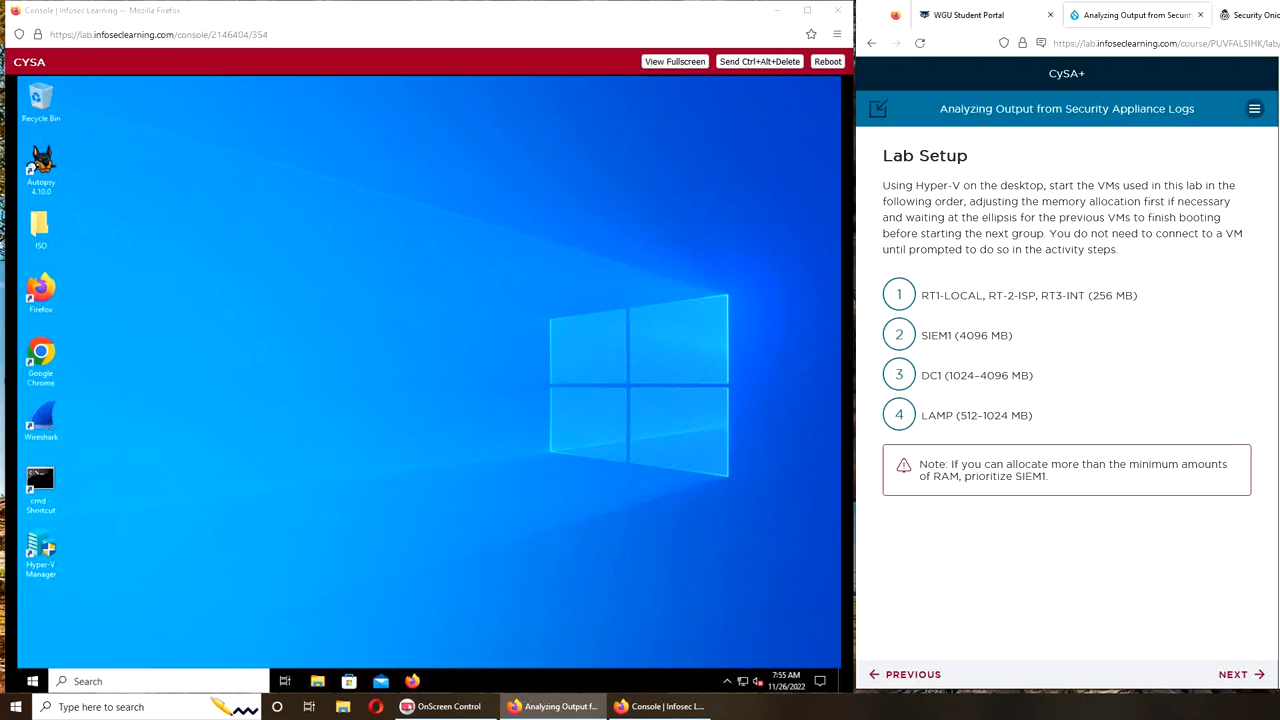 Console | Infosec Learning — Mozilla Firefox
https://lab.infoseclearning.com/console/2146404/354
CYSA
View Fullscreen
Send Ctrl+Alt+Delete
Reboot
Recycle Bin
Autopsy
4.10.0
ISO
Firefox
Google
Chrome
Wireshark
cmd -
Shortcut
Hyper-V
Manager
Search
7:55 AM
11/26/2022
WGU Student Portal
Analyzing Output from Securit
Security Onio
https://lab.infoseclearning.com/course/PUVFALSIHK/lab
CySA+
Analyzing Output from Security Appliance Logs
Lab Setup
Using Hyper-V on the desktop, start the VMs used in this lab in the
following order, adjusting the memory allocation first if necessary
and waiting at the ellipsis for the previous VMs to finish booting
before starting the next group. You do not need to connect to a VM
until prompted to do so in the activity steps.
1 RT1-LOCAL, RT-2-ISP, RT3-INT (256 MB)
2 SIEM1 (4096 MB)
3 DC1 (1024–4096 MB)
4 LAMP (512–1024 MB)
Note: If you can allocate more than the minimum amounts
of RAM, prioritize SIEM1.
PREVIOUS
NEXT
Type here to search
OnScreen Control
Analyzing Output f...
Console | Infosec L...